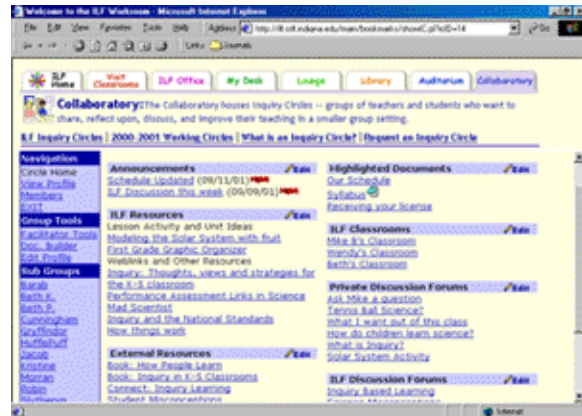 Welcome to the ILF Workroom - Microsoft Internet Explorer
File Edit View Favorites Tools Help Address
Go
Links Journals
ILF Home
Visit Classrooms
ILF Office
My Desk
Lounge
Library
Auditorium
Collaboratory
Collaboratory: The Collaboratory houses Inquiry Circles -- groups of teachers and students who want to
share, reflect upon, discuss, and improve their teaching in a smaller group setting.
ILF Inquiry Circles | 2000-2001 Working Circles | What is an Inquiry Circle? | Request an Inquiry Circle
Navigation
Circle Home
View Profile
Members
EXIT
Group Tools
Facilitator Tools
Doc. Builder
Edit Profile
Sub Groups
Barab
Beth K.
Beth P.
Cunningham
Gryffindor
HufflePuff
Jacob
Kristine
Morran
Robin
Slytherin
Announcements Edit
Schedule Updated (09/11/01)
ILF Discussion this week (09/09/01)
ILF Resources Edit
Lesson Activity and Unit Ideas
Modeling the Solar System with fruit
First Grade Graphic Organizer
Weblinks and Other Resources
Inquiry: Thoughts, views and strategies for
the K-5 classroom
Performance Assessment Links in Science
Mad Scientist
Inquiry and the National Standards
How things work
External Resources Edit
Book: How People Learn
Book: Inquiry in K-5 Classrooms
Connect: Inquiry Learning
Student Misconceptions
Highlighted Documents Edit
Our Schedule
Syllabus
Receiving your license
ILF Classrooms Edit
Mike B's Classroom
Wendy's Classroom
Beth's Classroom
Private Discussion Forums Edit
Ask Mike a question
Tennis Ball Science?
What I want out of this class
How do children learn science?
What is Inquiry?
Solar System Activity
ILF Discussion Forums Edit
Inquiry Based Learning
Internet